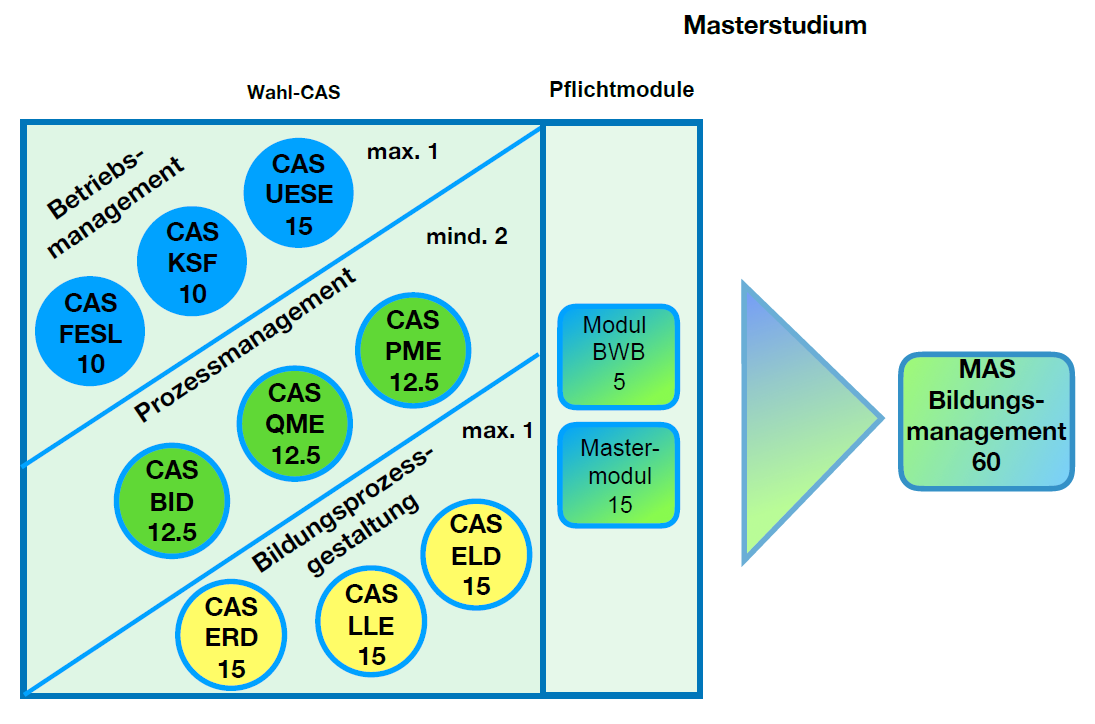 Masterstudium
Wahl-CAS
Pflichtmodule
Betriebs-
management
max. 1
CAS
UESE
15
CAS
KSF
10
CAS
FESL
10
Prozessmanagement
mind. 2
CAS
PME
12.5
CAS
QME
12.5
CAS
BID
12.5
Bildungsprozess-
gestaltung
max. 1
CAS
ELD
15
CAS
LLE
15
CAS
ERD
15
Modul
BWB
5
Master-
modul
15
MAS
Bildungs-
management
60